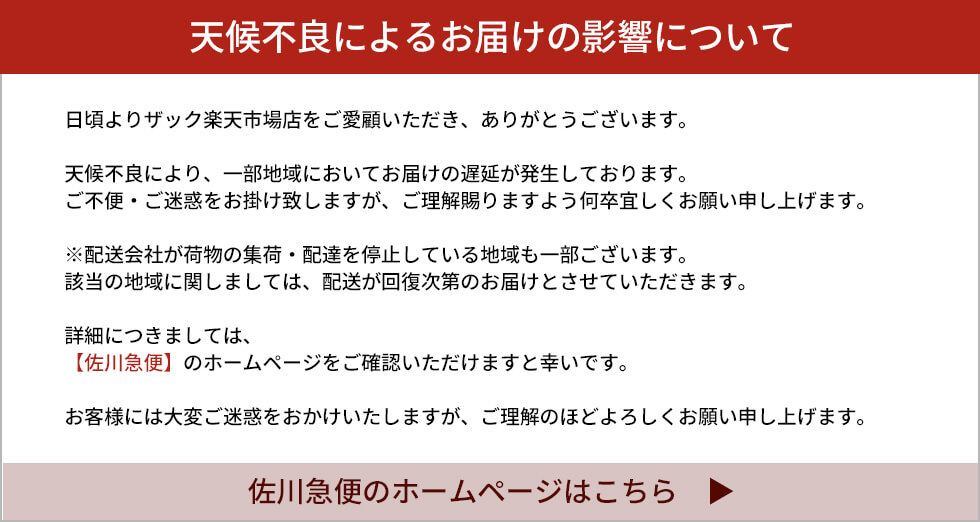 天候不良によるお届けの影響について
日頃よりザック楽天市場店をご愛顧いただき、ありがとうございます。
天候不良により、一部地域においてお届けの遅延が発生しております。
ご不便・ご迷惑をお掛け致しますが、ご理解賜りますよう何卒宜しくお願い申し上げます。
※配送会社が荷物の集荷・配達を停止している地域も一部ございます。
該当の地域に関しましては、配送が回復次第のお届けとさせていただきます。
詳細につきましては、
【佐川急便】のホームページをご確認いただけますと幸いです。
お客様には大変ご迷惑をおかけいたしますが、ご理解のほどよろしくお願い申し上げます。
佐川急便のホームページはこちら ▶